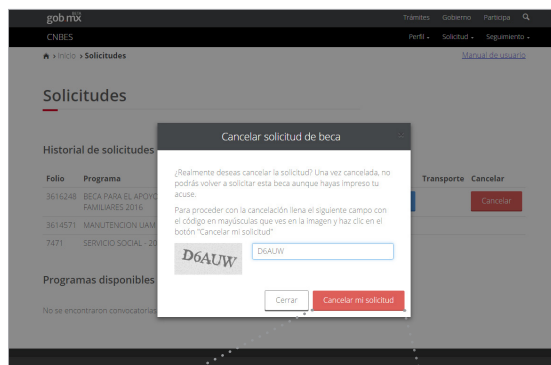 gob mx BETA
Trámites Gobierno Participa
CNBES
Perfil Solicitud Seguimiento
> Inicio > Solicitudes
Manual de usuario
Solicitudes
Historial de solicitudes
Cancelar solicitud de beca
¿Realmente deseas cancelar la solicitud? Una vez cancelada, no
podrás volver a solicitar esta beca aunque hayas impreso tu
acuse.
Para proceder con la cancelación llena el siguiente campo con
el código en mayúsculas que ves en la imagen y haz clic en el
botón "Cancelar mi solicitud"
D6AUW
D6AUW
Cerrar Cancelar mi solicitud
Folio Programa Transporte Cancelar
3616248 BECA PARA EL APOYO
FAMILIARES 2016
Cancelar
3614571 MANUTENCION UAM
7471 SERVICIO SOCIAL - 20
Programas disponibles
No se encontraron convocatorias